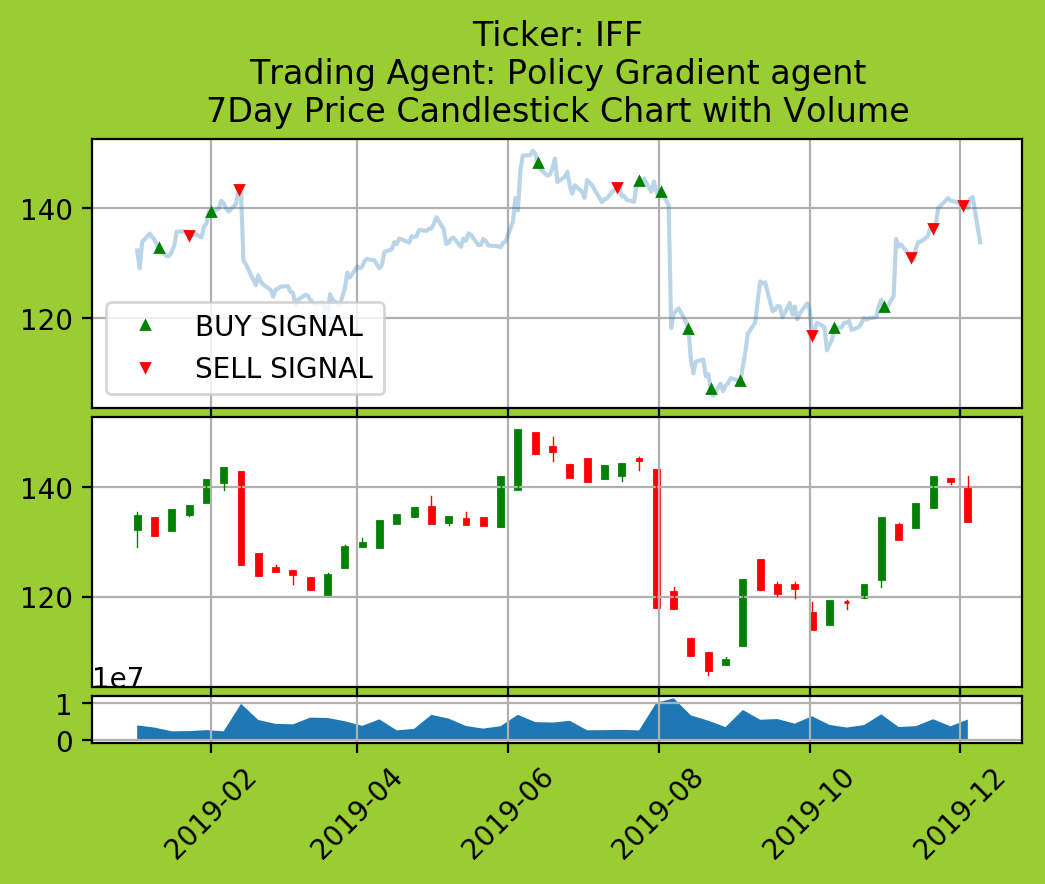 Ticker: IFF
Trading Agent: Policy Gradient agent
7Day Price Candlestick Chart with Volume
140
120
BUY SIGNAL
SELL SIGNAL
140
120
1e7
1
0
2019-02
2019-04
2019-06
2019-08
2019-10
2019-12